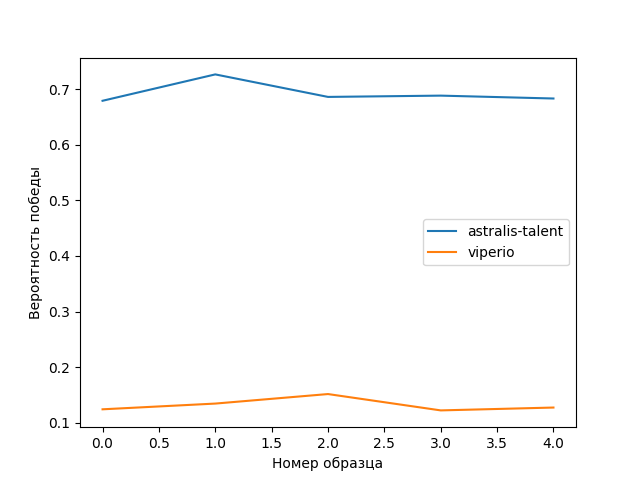 0.7
0.6
0.5
0.4
0.3
0.2
0.1
Вероятность победы
astralis-talent
viperio
0.0 0.5 1.0 1.5 2.0 2.5 3.0 3.5 4.0
Номер образца